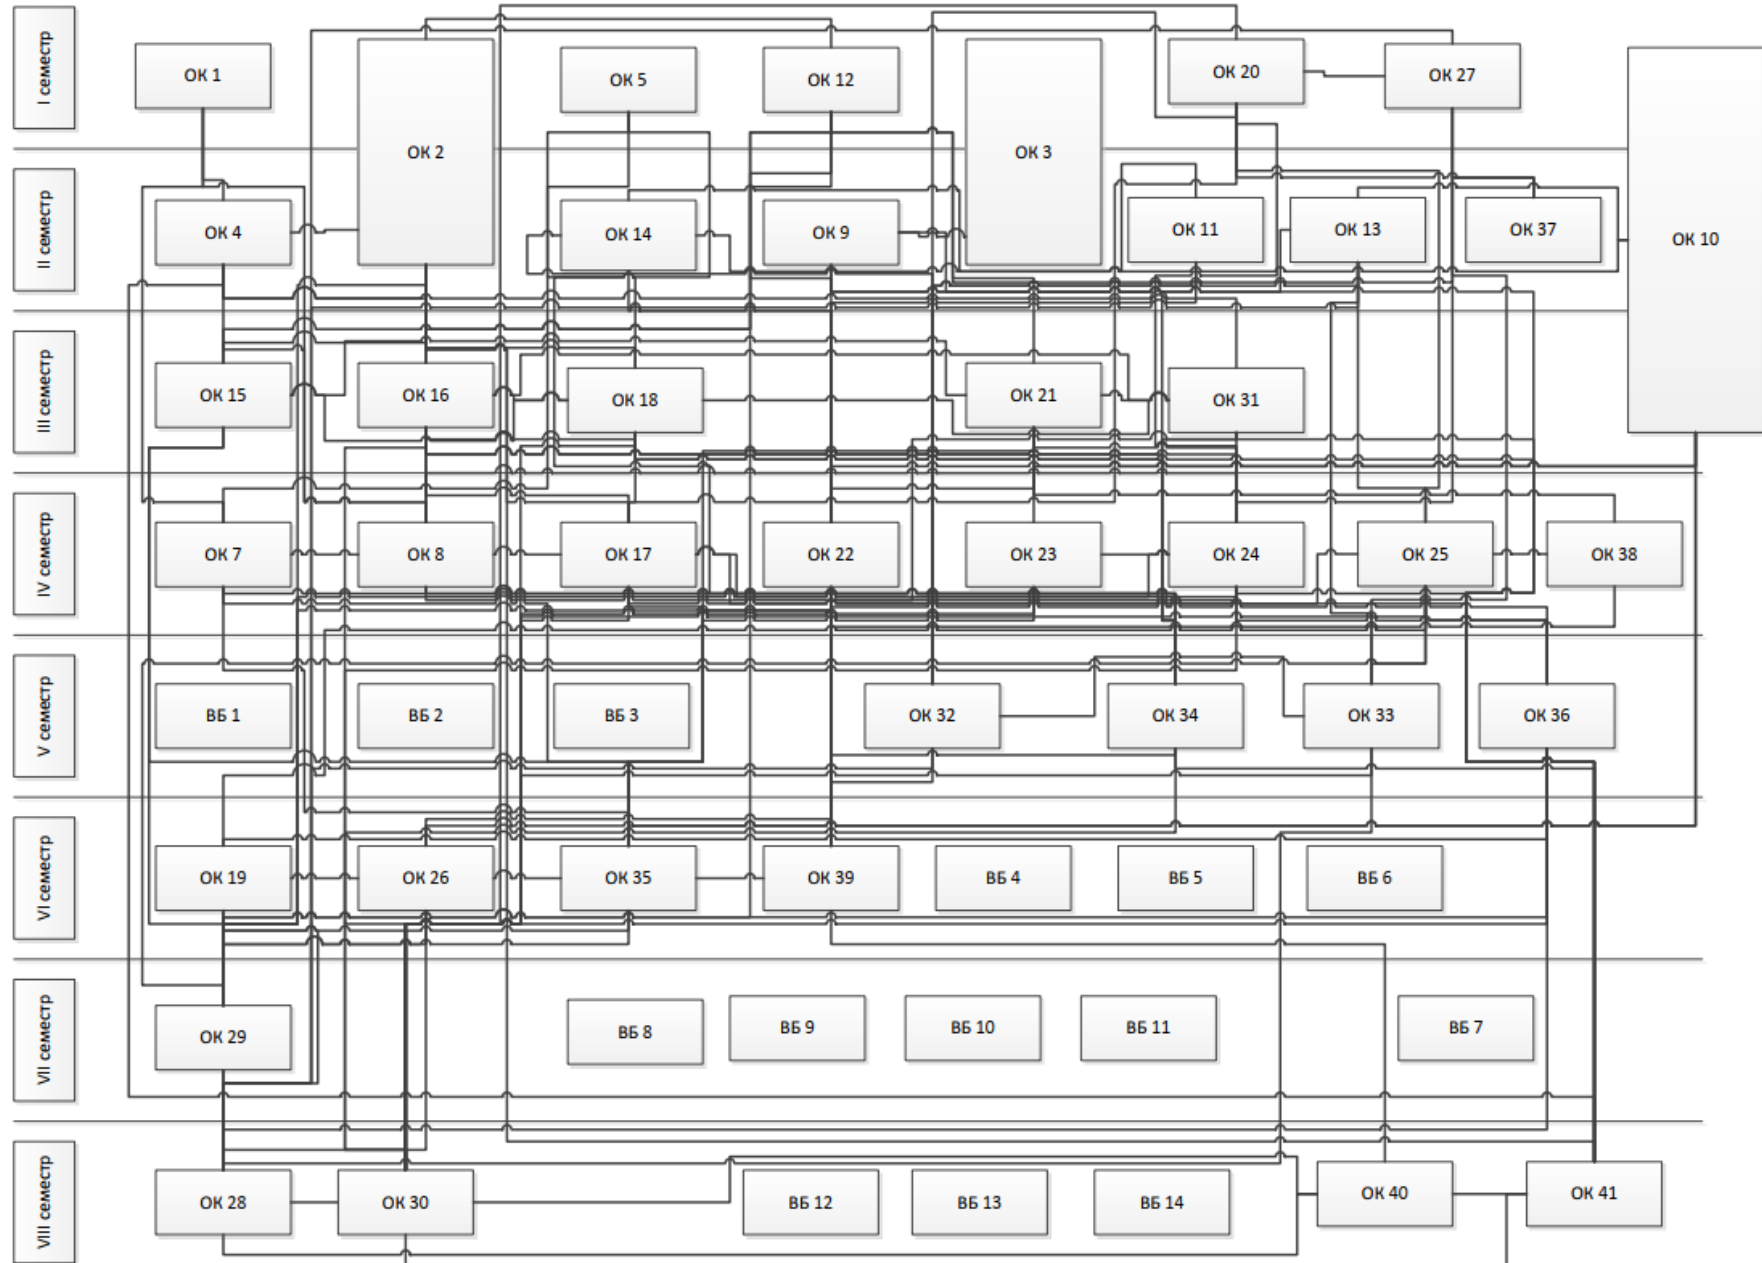 I семестр
ОК 1
ОК 2
ОК 5
ОК 12
ОК 3
ОК 20
ОК 27
ОК 10
II семестр
ОК 4
ОК 14
ОК 9
ОК 11
ОК 13
ОК 37
III семестр
ОК 15
ОК 16
ОК 18
ОК 21
ОК 31
IV семестр
ОК 7
ОК 8
ОК 17
ОК 22
ОК 23
ОК 24
ОК 25
ОК 38
V семестр
ВБ 1
ВБ 2
ВБ 3
ОК 32
ОК 34
ОК 33
ОК 36
VI семестр
ОК 19
ОК 26
ОК 35
ОК 39
ВБ 4
ВБ 5
ВБ 6
VII семестр
ОК 29
ВБ 8
ВБ 9
ВБ 10
ВБ 11
ВБ 7
VIII семестр
ОК 28
ОК 30
ВБ 12
ВБ 13
ВБ 14
ОК 40
ОК 41